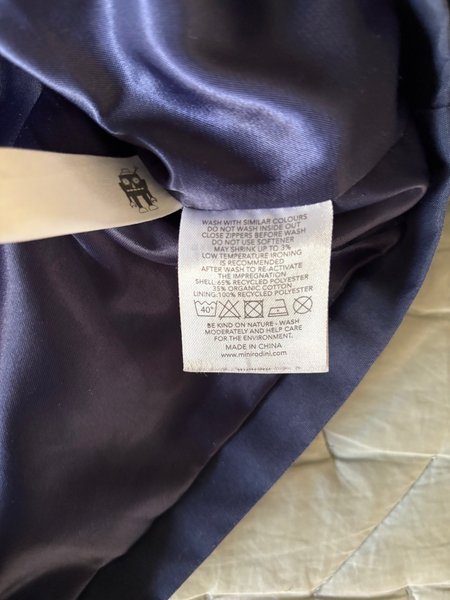 WASH WITH SIMILAR COLOURS
DO NOT WASH INSIDE OUT
CLOSE ZIPPERS BEFORE WASH
DO NOT USE SOFTENER
MAY SHRINK UP TO 3%
LOW TEMPERATURE IRONING
IS RECOMMENDED
AFTER WASH TO RE-ACTIVATE
THE IMPREGNATION
SHELL: 65% RECYCLED POLYESTER
35% ORGANIC COTTON
LINING:100% RECYCLED POLYESTER
40°
BE KIND ON NATURE - WASH
MODERATELY AND HELP CARE
FOR THE ENVIRONMENT.
MADE IN CHINA
www.minirodini.com